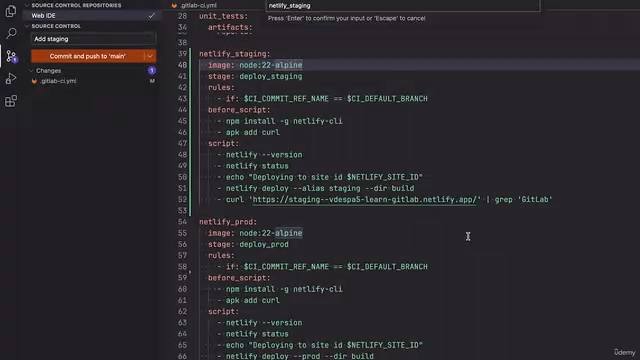 SOURCE CONTROL REPOSITORIES
Web IDE
SOURCE CONTROL
Add staging
Commit and push to 'main'
Changes 1
.gitlab-ci.yml M
1
.gitlab-ci.yml
netlify_staging
Press 'Enter' to confirm your input or 'Escape' to cancel
28 unit_tests:
34 artifacts:
35 reports:
38
39 netlify_staging:
40 image: node:22-alpine
41 stage: deploy_staging
42 rules:
43 - if: $CI_COMMIT_REF_NAME == $CI_DEFAULT_BRANCH
44 before_script:
45 - npm install -g netlify-cli
46 - apk add curl
47 script:
48 - netlify --version
49 - netlify status
50 - echo "Deploying to site id $NETLIFY_SITE_ID"
51 - netlify deploy --alias staging --dir build
52 - curl 'https://staging--vdespa5-learn-gitlab.netlify.app/' | grep 'GitLab'
53
54 netlify_prod:
55 image: node:22-alpine
56 stage: deploy_prod
57 rules:
58 - if: $CI_COMMIT_REF_NAME == $CI_DEFAULT_BRANCH
59 before_script:
60 - npm install -g netlify-cli
61 - apk add curl
62 script:
63 - netlify --version
64 - netlify status
65 - echo "Deploying to site id $NETLIFY_SITE_ID"
66 - netlify deploy --prod --dir build
udemy